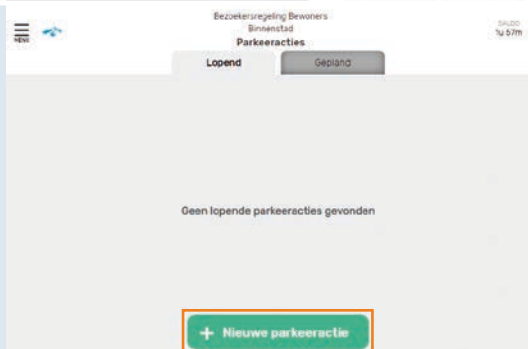 Bezoekersregeling Bewoners
Binnenstad
Parkeeracties
MENU
SALDO
1u 57m
Lopend
Gepland
Geen lopende parkeeracties gevonden
+ Nieuwe parkeeractie